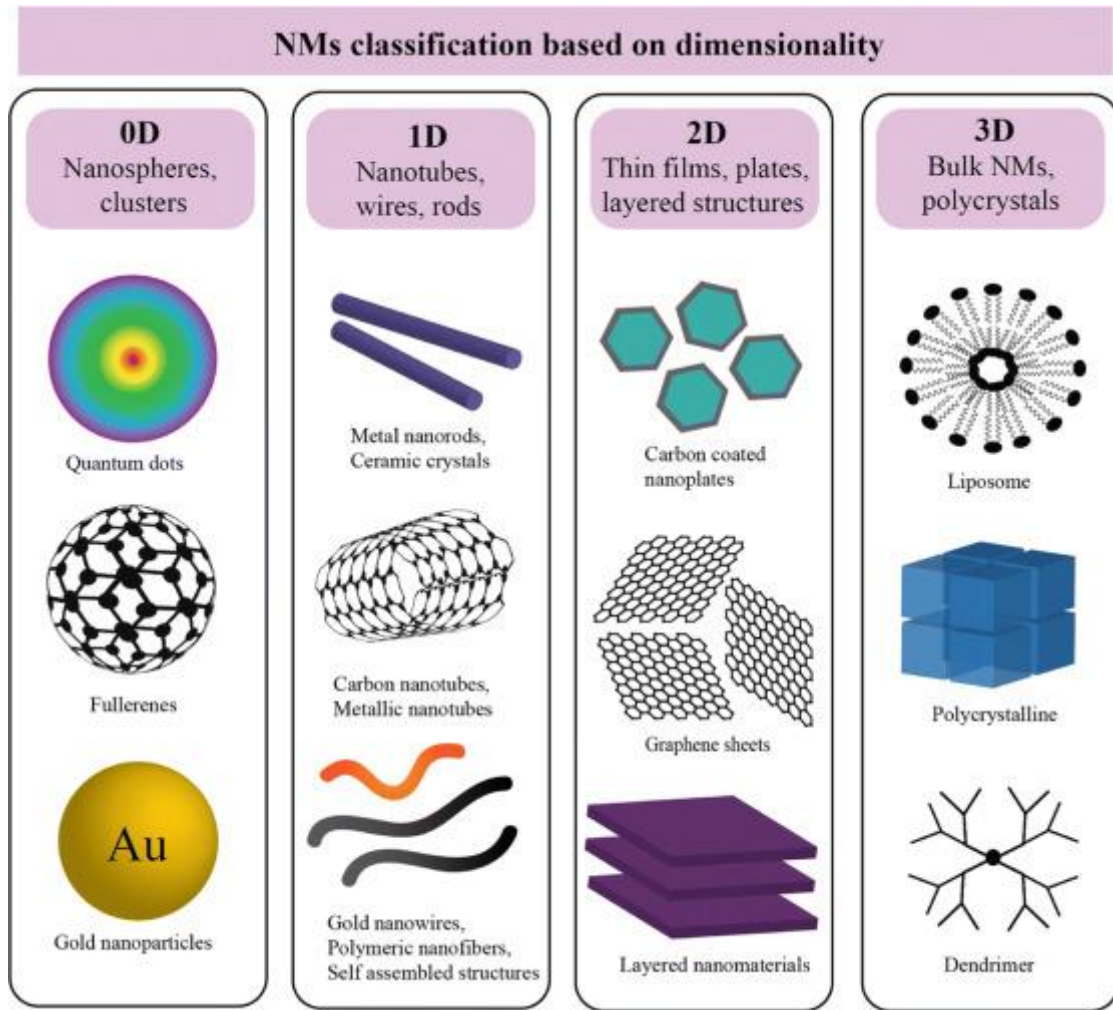 NMs classification based on dimensionality
0D
Nanospheres,
clusters
Quantum dots
Fullerenes
Au
Gold nanoparticles
1D
Nanotubes,
wires, rods
Metal nanorods,
Ceramic crystals
Carbon nanotubes,
Metallic nanotubes
Gold nanowires,
Polymeric nanofibers,
Self assembled structures
2D
Thin films, plates,
layered structures
Carbon coated
nanoplates
Graphene sheets
Layered nanomaterials
3D
Bulk NMs,
polycrystals
Liposome
Polycrystalline
Dendrimer